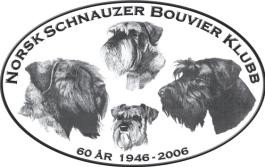 NORSK SCHNAUZER BOUVIER KLUBB
60 ÅR 1946-2006